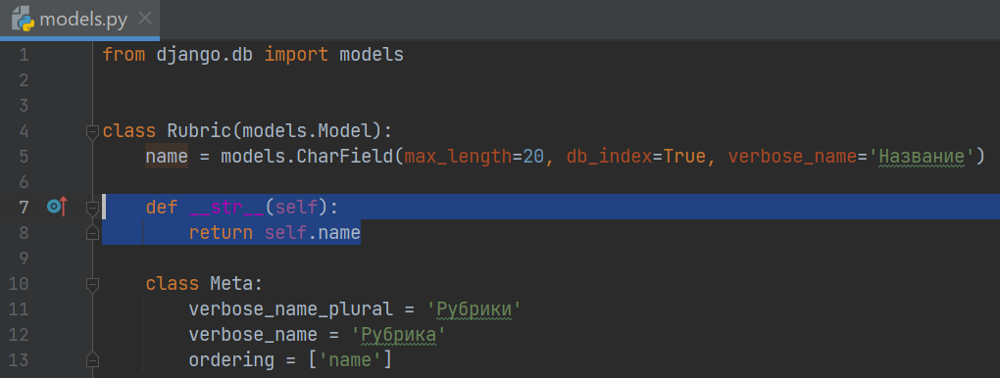 models.py
1 from django.db import models
2
3
4 class Rubric(models.Model):
5     name = models.CharField(max_length=20, db_index=True, verbose_name='Название')
6
7     def __str__(self):
8         return self.name
9
10     class Meta:
11         verbose_name_plural = 'Рубрики'
12         verbose_name = 'Рубрика'
13         ordering = ['name']